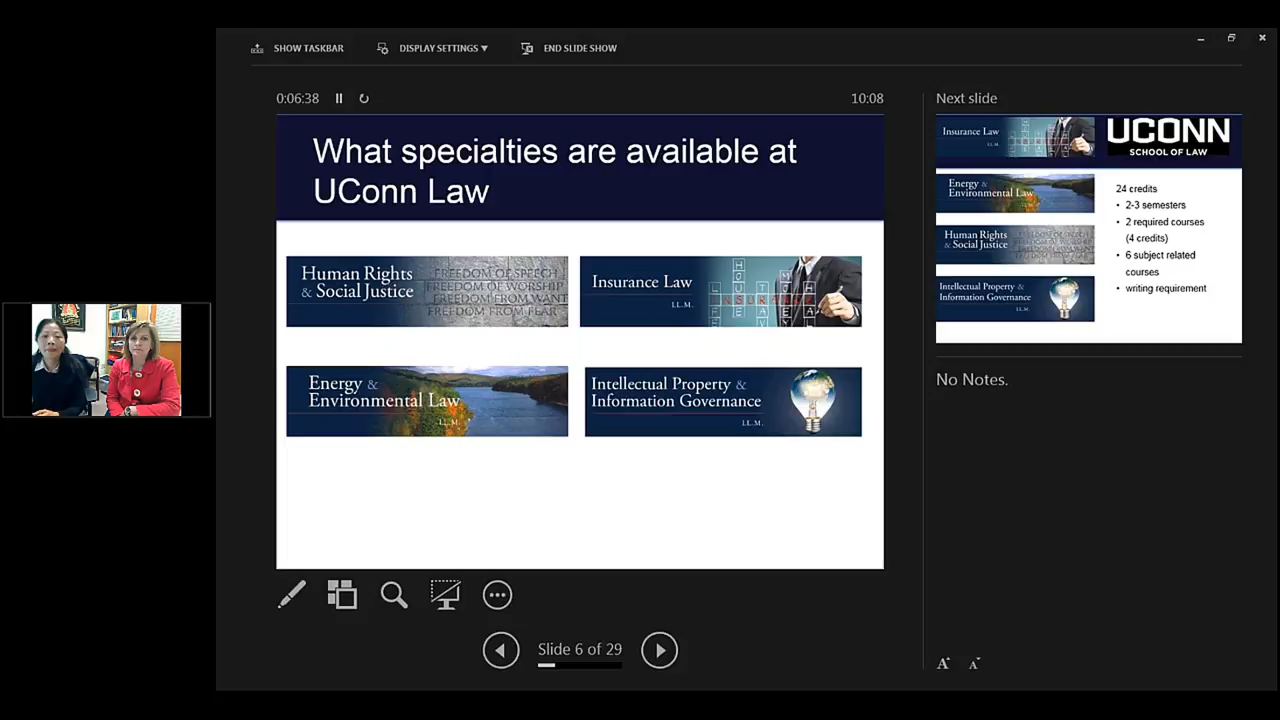 SHOW TASKBAR
DISPLAY SETTINGS ▼
END SLIDE SHOW
0:06:38
10:08
What specialties are available at
UConn Law
Human Rights
& Social Justice
FREEDOM OF SPEECH
FREEDOM OF WORSHIP
FREEDOM FROM WANT
FREEDOM FROM FEAR
Insurance Law
LL.M.
Energy &
Environmental Law
LL.M.
Intellectual Property &
Information Governance
LL.M.
Slide 6 of 29
Next slide
Insurance Law
LL.M.
UCONN
SCHOOL OF LAW
Energy &
Environmental Law
Human Rights
& Social Justice
Intellectual Property &
Information Governance
LL.M.
24 credits
• 2-3 semesters
• 2 required courses
(4 credits)
• 6 subject related
courses
• writing requirement
No Notes.
A A